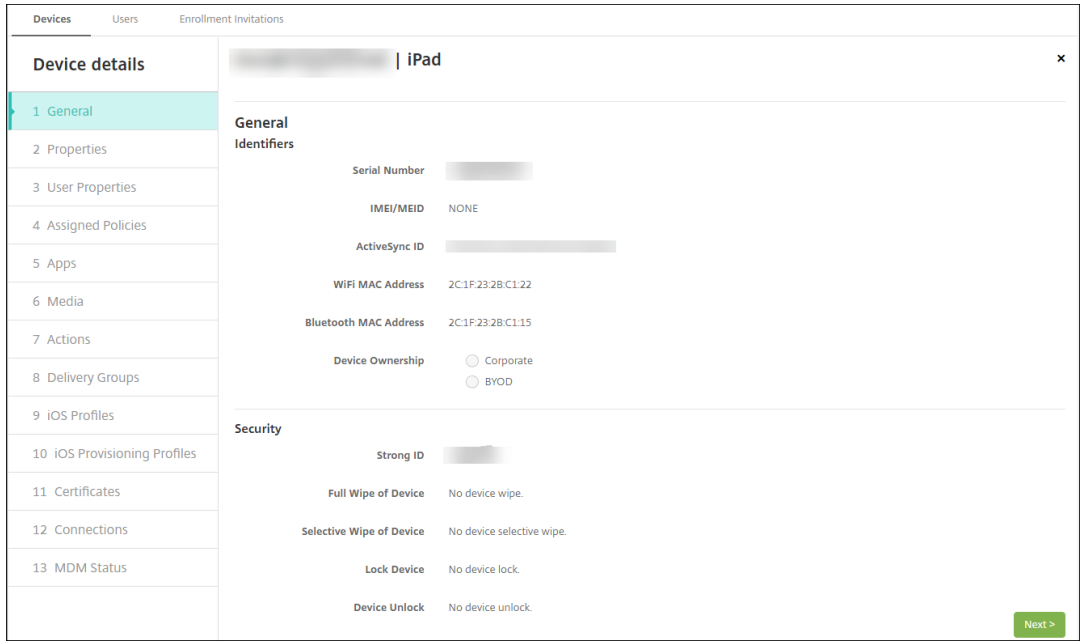 Devices Users Enrollment Invitations
Device details
1 General
2 Properties
3 User Properties
4 Assigned Policies
5 Apps
6 Media
7 Actions
8 Delivery Groups
9 iOS Profiles
10 iOS Provisioning Profiles
11 Certificates
12 Connections
13 MDM Status
| iPad
×
General
Identifiers
Serial Number
IMEI/MEID NONE
ActiveSync ID
WiFi MAC Address 2C:1F:23:2B:C1:22
Bluetooth MAC Address 2C:1F:23:2B:C1:15
Device Ownership Corporate
BYOD
Security
Strong ID
Full Wipe of Device No device wipe.
Selective Wipe of Device No device selective wipe.
Lock Device No device lock.
Device Unlock No device unlock.
Next >